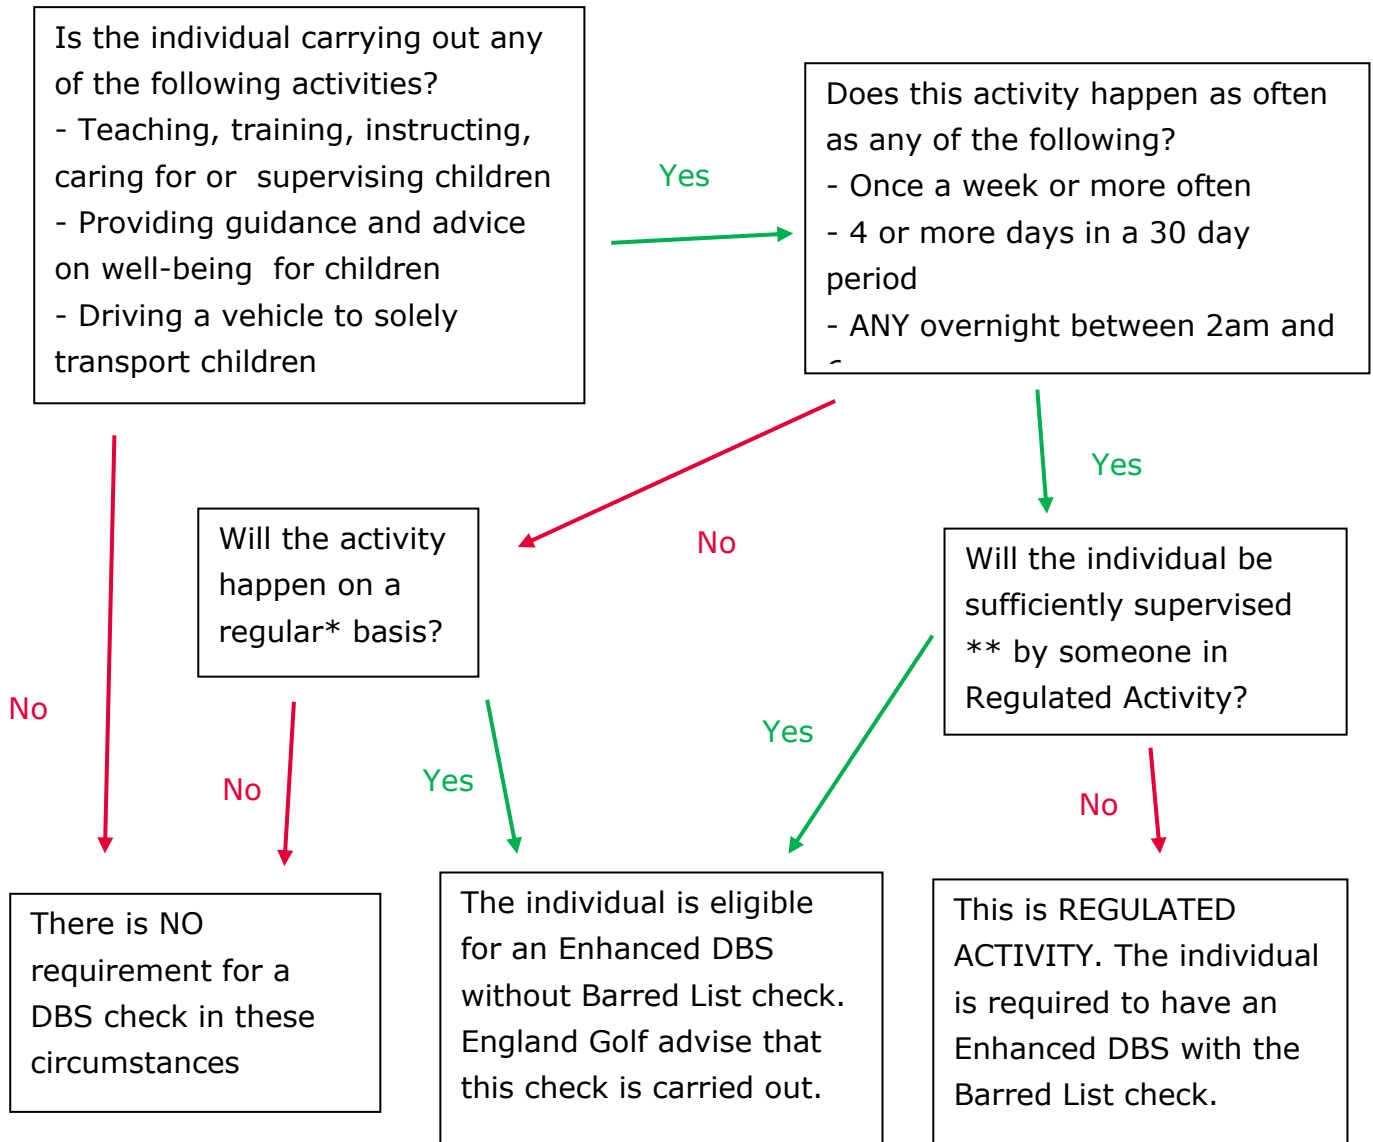 Is the individual carrying out any
of the following activities?
- Teaching, training, instructing,
caring for or  supervising children
- Providing guidance and advice
on well-being  for children
- Driving a vehicle to solely
transport children
Yes
Does this activity happen as often
as any of the following?
- Once a week or more often
- 4 or more days in a 30 day
period
- ANY overnight between 2am and
Yes
No
Will the activity
happen on a
regular* basis?
Will the individual be
sufficiently supervised
** by someone in
Regulated Activity?
No
No
Yes
Yes
No
There is NO
requirement for a
DBS check in these
circumstances
The individual is eligible
for an Enhanced DBS
without Barred List check.
England Golf advise that
this check is carried out.
This is REGULATED
ACTIVITY. The individual
is required to have an
Enhanced DBS with the
Barred List check.